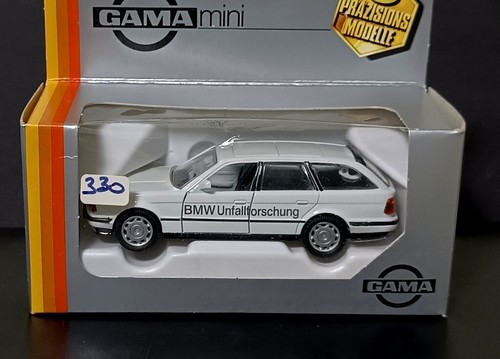 GAMA mini
PRÄZISIONS
MODELLE
330
BMW Unfallforschung
GAMA